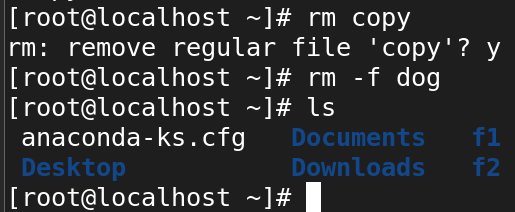 [root@localhost ~]# rm copy
rm: remove regular file 'copy'? y
[root@localhost ~]# rm -f dog
[root@localhost ~]# ls
anaconda-ks.cfg   Documents   f1
Desktop           Downloads   f2
[root@localhost ~]#